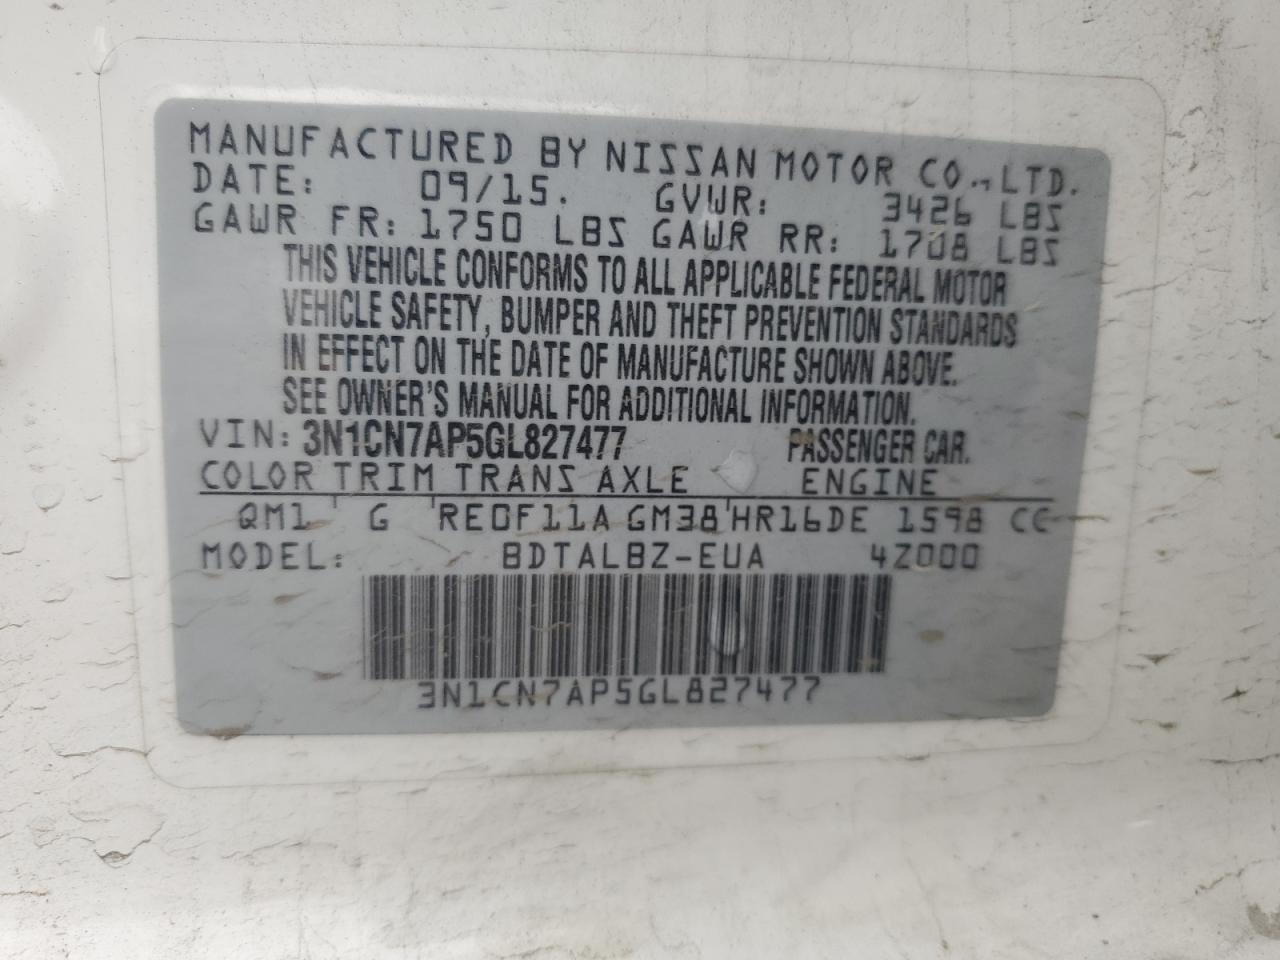 MANUFACTURED BY NISSAN MOTOR CO., LTD.
DATE: 09/15. GVWR: 3426 LBS
GAWR FR: 1750 LBS GAWR RR: 1708 LBS
THIS VEHICLE CONFORMS TO ALL APPLICABLE FEDERAL MOTOR
VEHICLE SAFETY, BUMPER AND THEFT PREVENTION STANDARDS
IN EFFECT ON THE DATE OF MANUFACTURE SHOWN ABOVE.
SEE OWNER'S MANUAL FOR ADDITIONAL INFORMATION.
VIN: 3N1CN7AP5GL827477 PASSENGER CAR.
COLOR TRIM TRANS AXLE ENGINE
QM1 G RE0F11A GM38 HR16DE 1598 CC
MODEL: BDTALBZ-EUA 4Z000
3N1CN7AP5GL827477